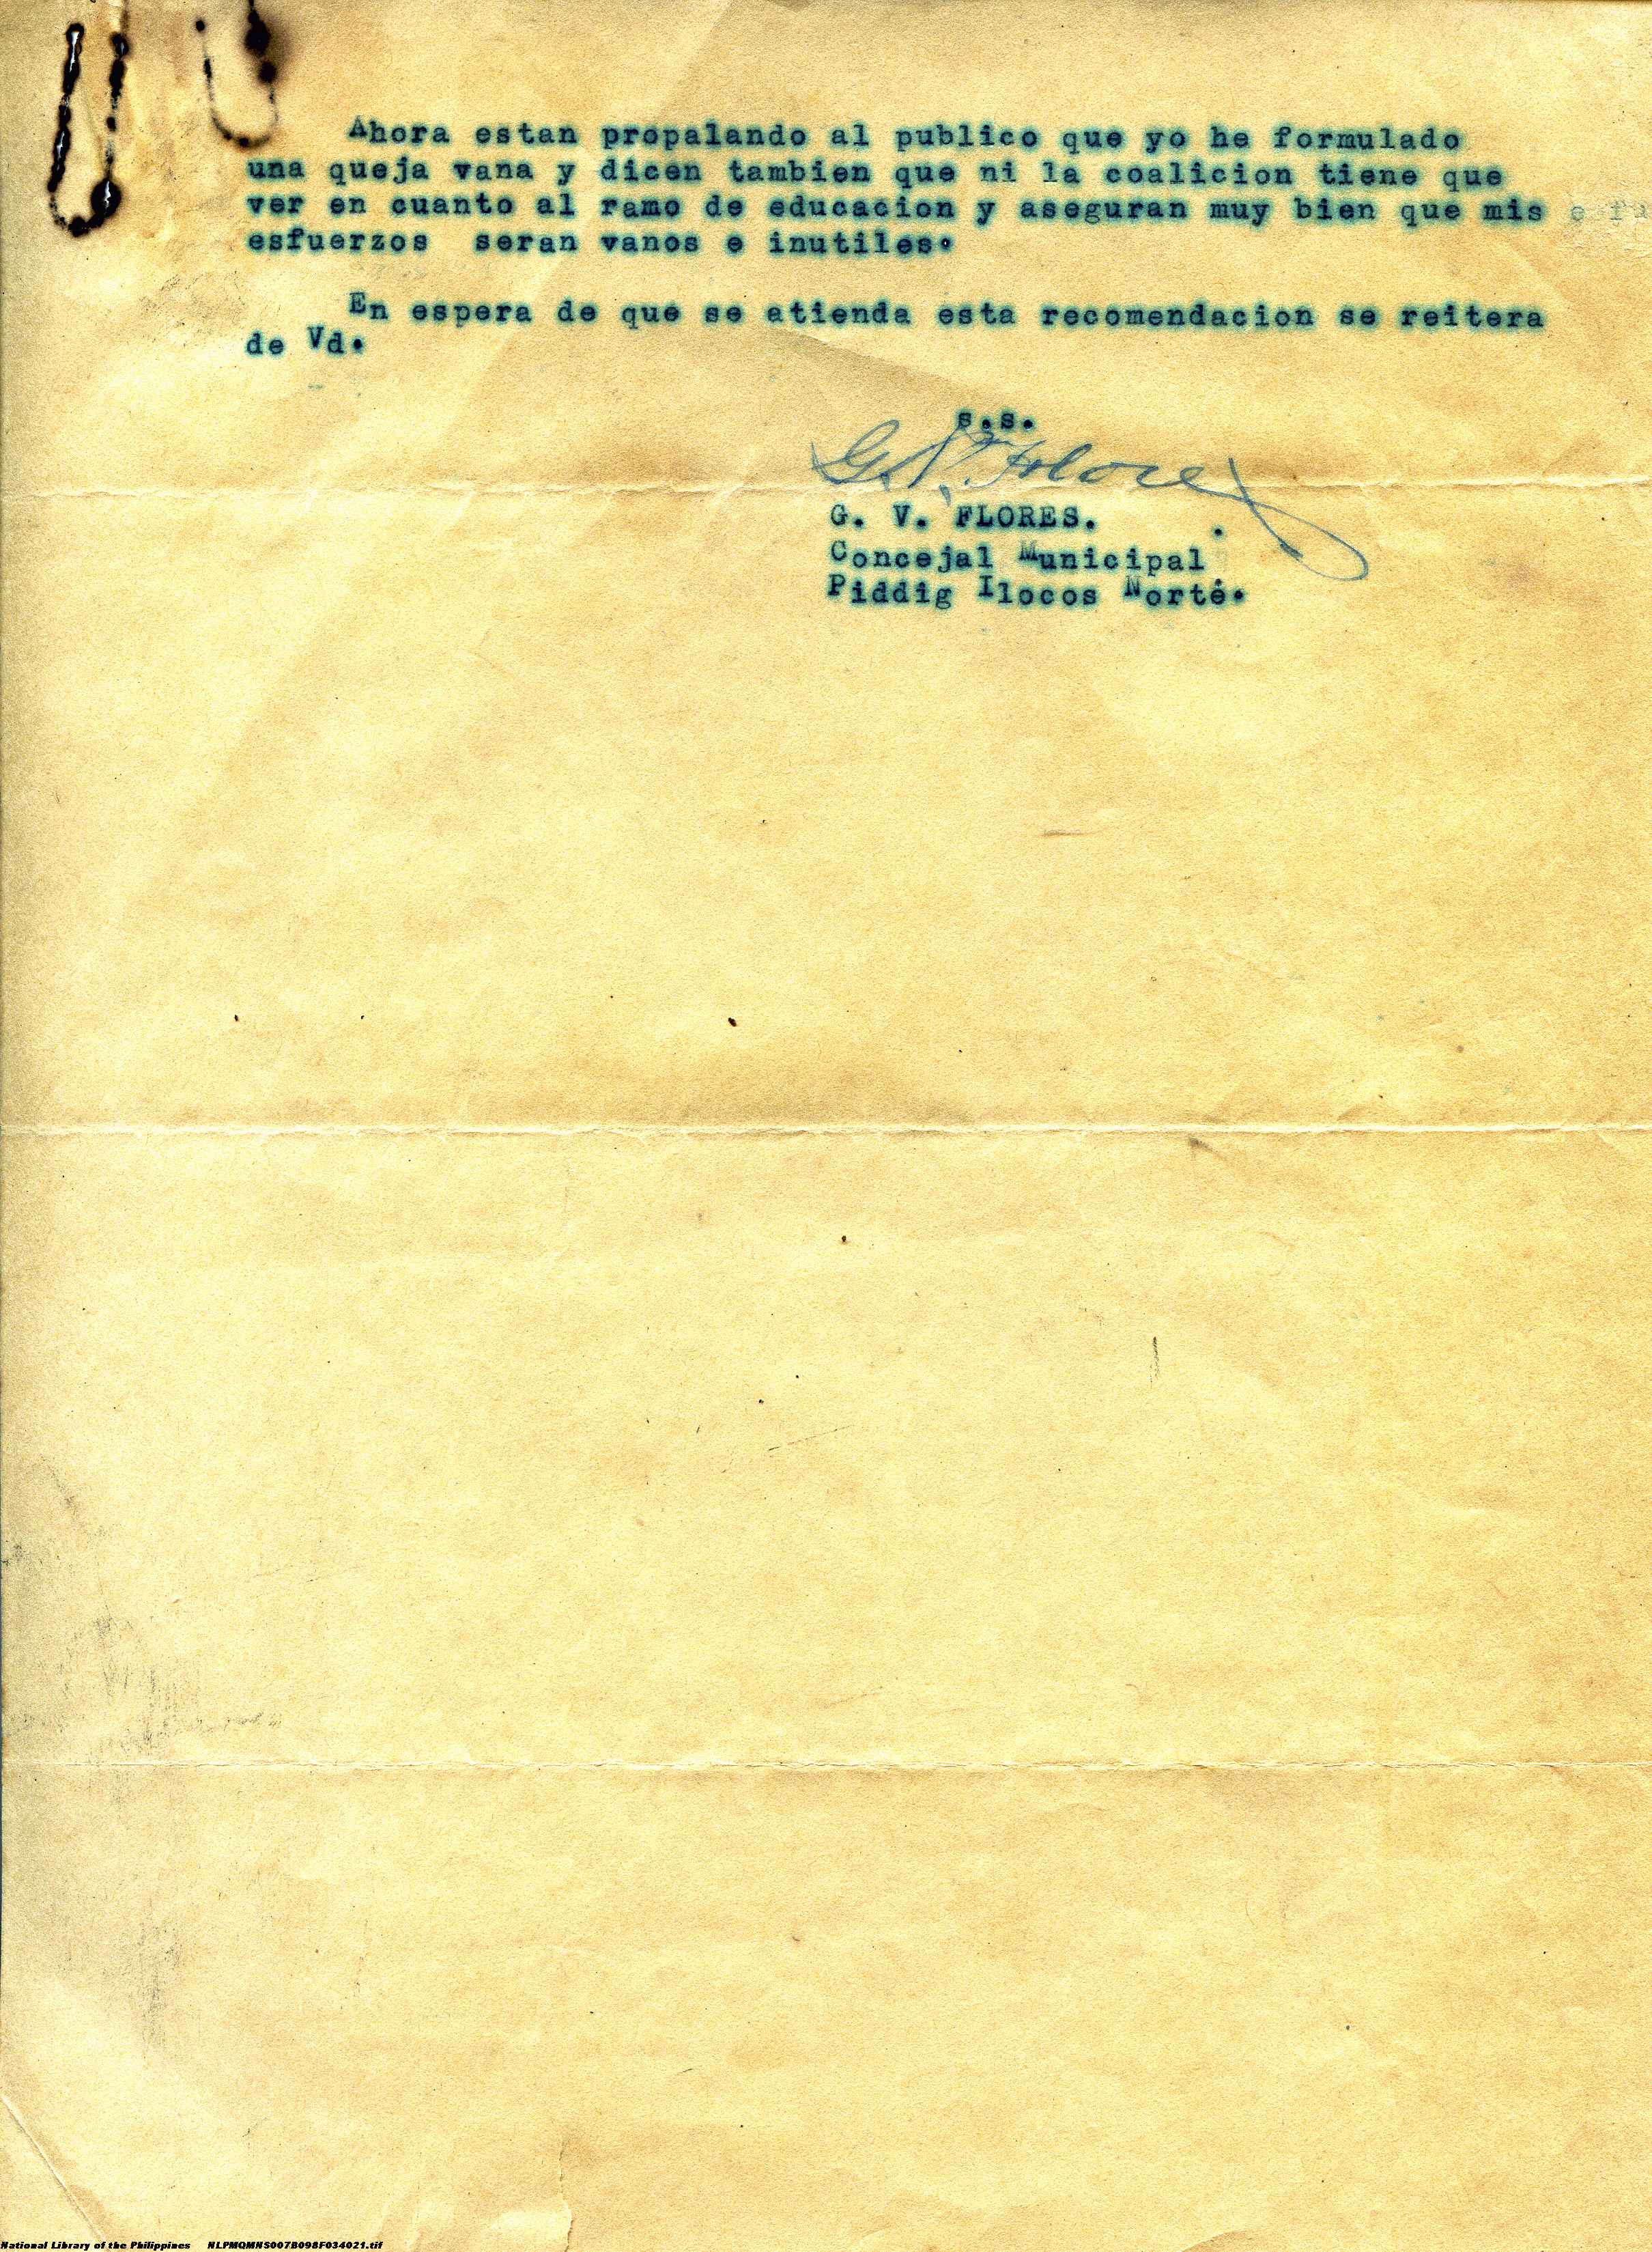 Ahora estan propalando al publico que yo he formulado
una queja vana y dicen tambien que ni la coalicion tiene que
ver en cuanto al ramo de educacion y aseguran muy bien que mis
esfuerzos seran vanos e inutiles.
En espera de que se atienda esta recomendacion se reitera
de Vd.
s.s.
G. V. Flores
G. V. FLORES.
Concejal Municipal
Piddig Ilocos Norte.
National Library of the Philippines NLPMQMNS007B098F034021.tif